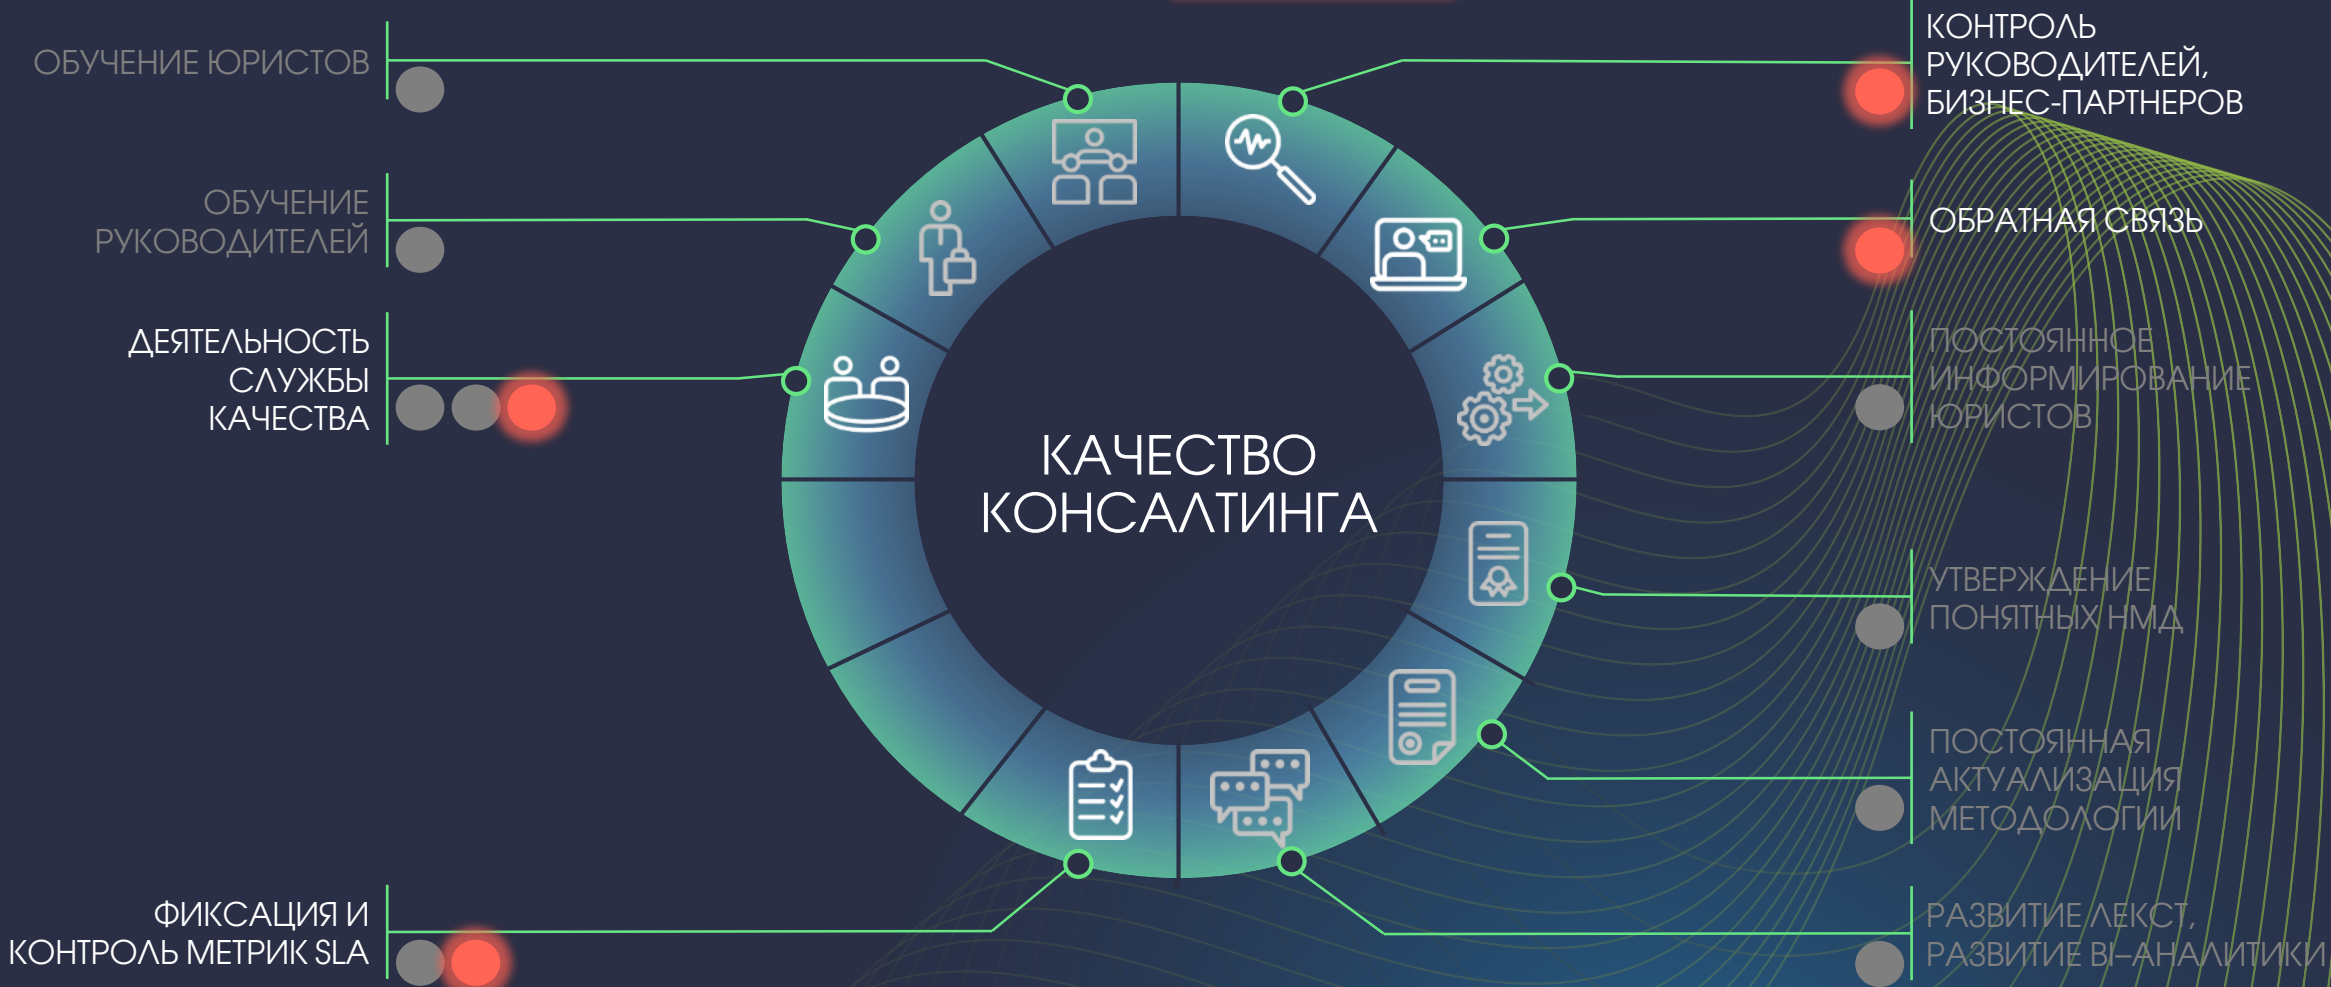 ОБУЧЕНИЕ ЮРИСТОВ
ОБУЧЕНИЕ
РУКОВОДИТЕЛЕЙ
ДЕЯТЕЛЬНОСТЬ
СЛУЖБЫ
КАЧЕСТВА
ФИКСАЦИЯ И
КОНТРОЛЬ МЕТРИК SLA
КАЧЕСТВО
КОНСАЛТИНГА
КОНТРОЛЬ
РУКОВОДИТЕЛЕЙ,
БИЗНЕС-ПАРТНЕРОВ
ОБРАТНАЯ СВЯЗЬ
ПОСТОЯННОЕ
ИНФОРМИРОВАНИЕ
ЮРИСТОВ
УТВЕРЖДЕНИЕ
ПОНЯТНЫХ НМД
ПОСТОЯННАЯ
АКТУАЛИЗАЦИЯ
МЕТОДОЛОГИИ
РАЗВИТИЕ ЛЕКСТ,
РАЗВИТИЕ BI–АНАЛИТИКИ